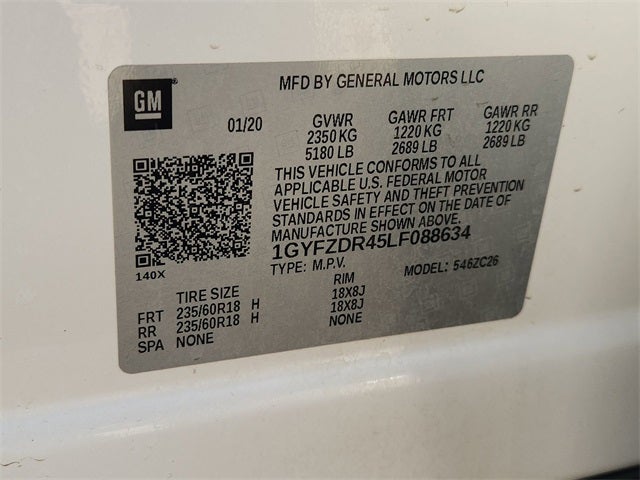 GM
MFD BY GENERAL MOTORS LLC
01/20
GVWR GAWR FRT GAWR RR
2350 KG 1220 KG 1220 KG
5180 LB 2689 LB 2689 LB
THIS VEHICLE CONFORMS TO ALL
APPLICABLE U.S. FEDERAL MOTOR
VEHICLE SAFETY AND THEFT PREVENTION
STANDARDS IN EFFECT ON THE DATE OF
MANUFACTURE SHOWN ABOVE.
1GYFZDR45LF088634
TYPE: M.P.V. MODEL: 546ZC26
140X
TIRE SIZE RIM
FRT 235/60R18 H 18X8J
RR 235/60R18 H 18X8J
SPA NONE NONE